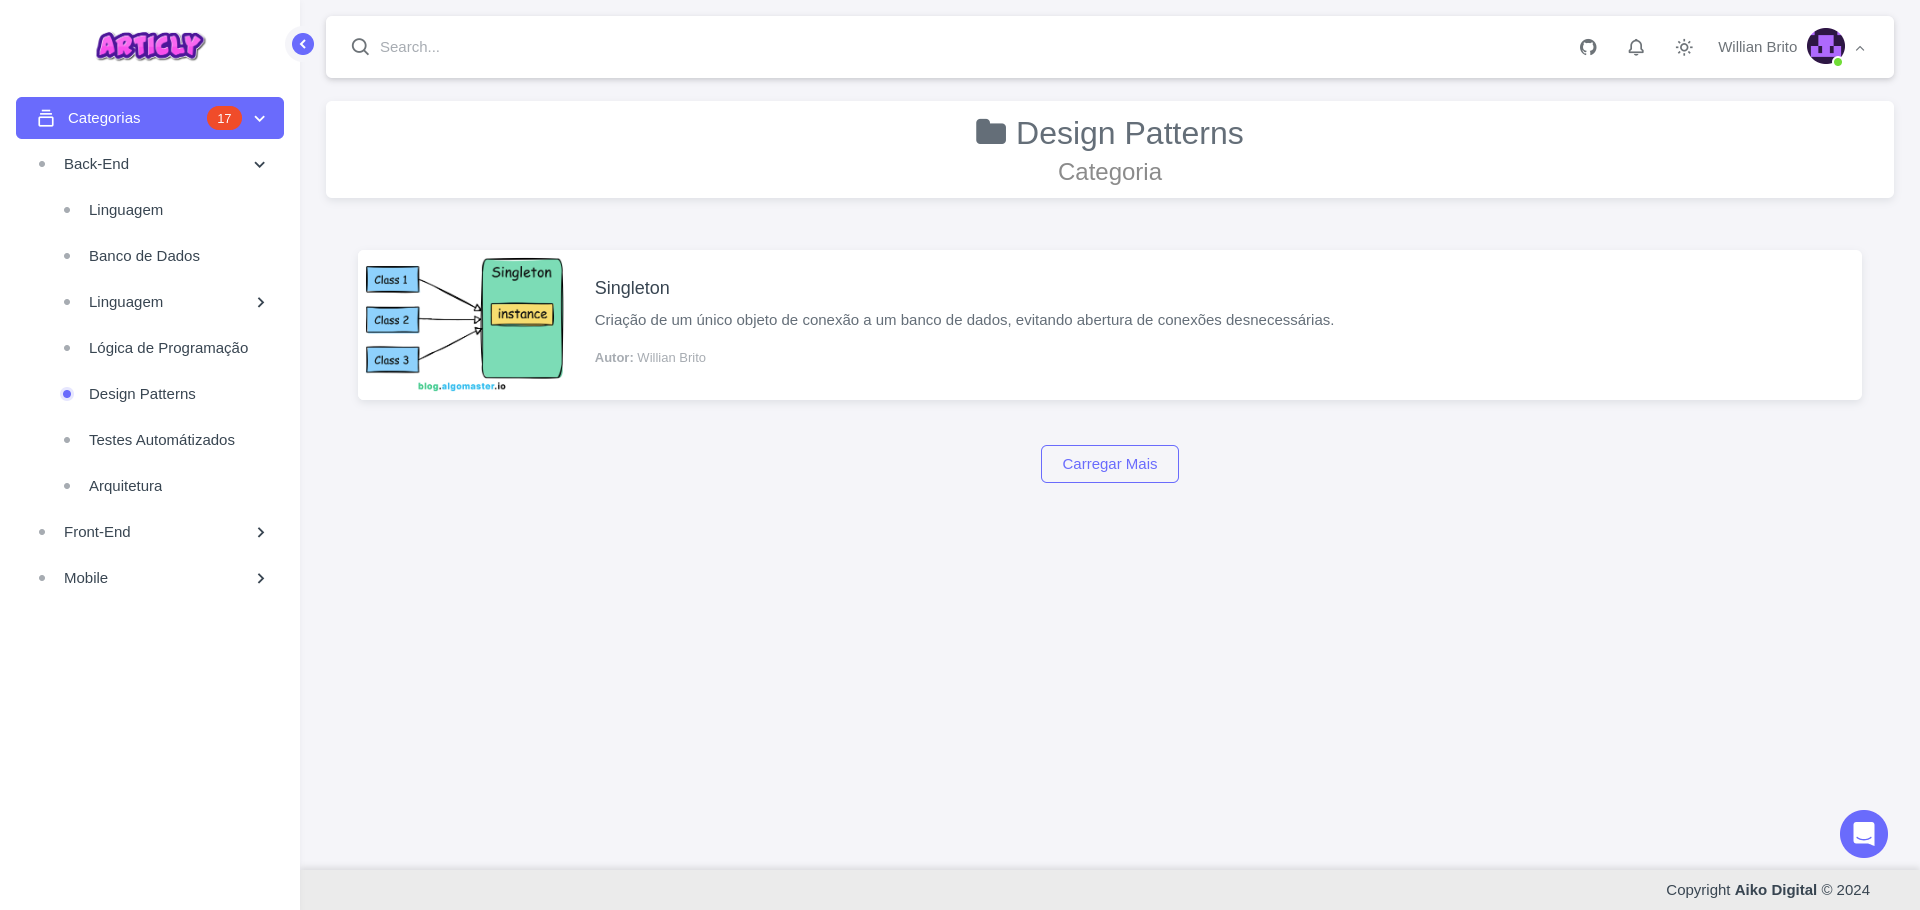 ARTICLY
Categorias 17
Back-End
Linguagem
Banco de Dados
Linguagem
Lógica de Programação
Design Patterns
Testes Automátizados
Arquitetura
Front-End
Mobile
Search...
Willian Brito
Design Patterns
Categoria
Class 1
Class 2
Class 3
Singleton
instance
blog.algomaster.io
Singleton
Criação de um único objeto de conexão a um banco de dados, evitando abertura de conexões desnecessárias.
Autor: Willian Brito
Carregar Mais
Copyright Aiko Digital © 2024